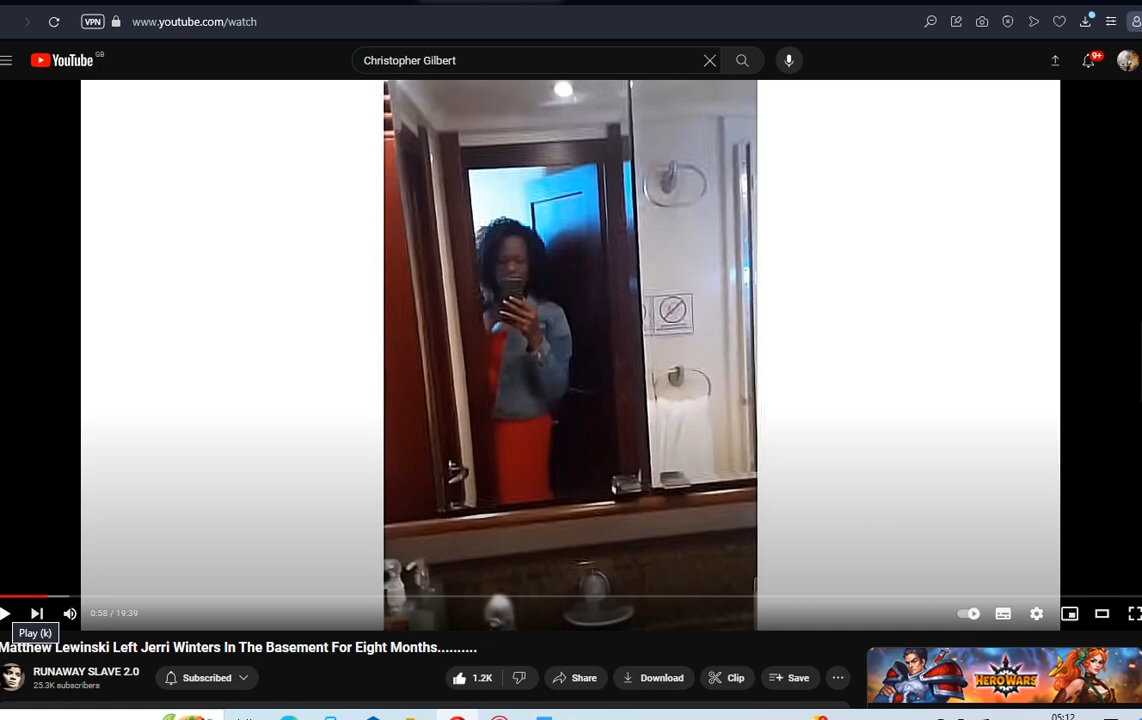 VPN
www.youtube.com/watch
YouTube GB
Christopher Gilbert
9+
0:58 / 19:39
Play (k)
Matthew Lewinski Left Jerri Winters In The Basement For Eight Months..........
RUNAWAY SLAVE 2.0
25.3K subscribers
Subscribed
1.2K
Share
Download
Clip
Save
HERO WARS
05:12